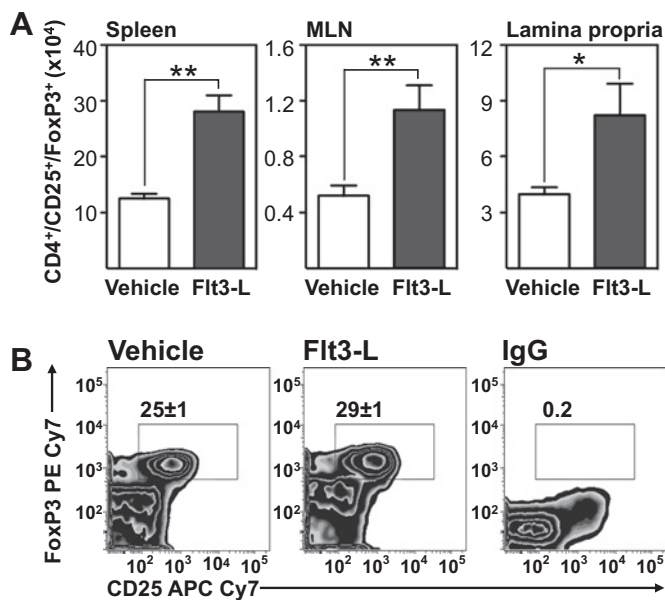 A
Spleen MLN Lamina propria
CD4⁺/CD25⁺/FoxP3⁺ (x10⁴)
40
30
20
10
**
Vehicle Flt3-L
1.6
1.2
0.8
0.4
**
Vehicle Flt3-L
12
9
6
3
*
Vehicle Flt3-L
B
Vehicle Flt3-L IgG
FoxP3 PE Cy7
10⁵
10⁴
10³
10²
25±1
10² 10³ 10⁴ 10⁵
10⁵
10⁴
10³
10²
29±1
10² 10³ 10⁴ 10⁵
10⁵
10⁴
10³
10²
0.2
10² 10³ 10⁴ 10⁵
CD25 APC Cy7